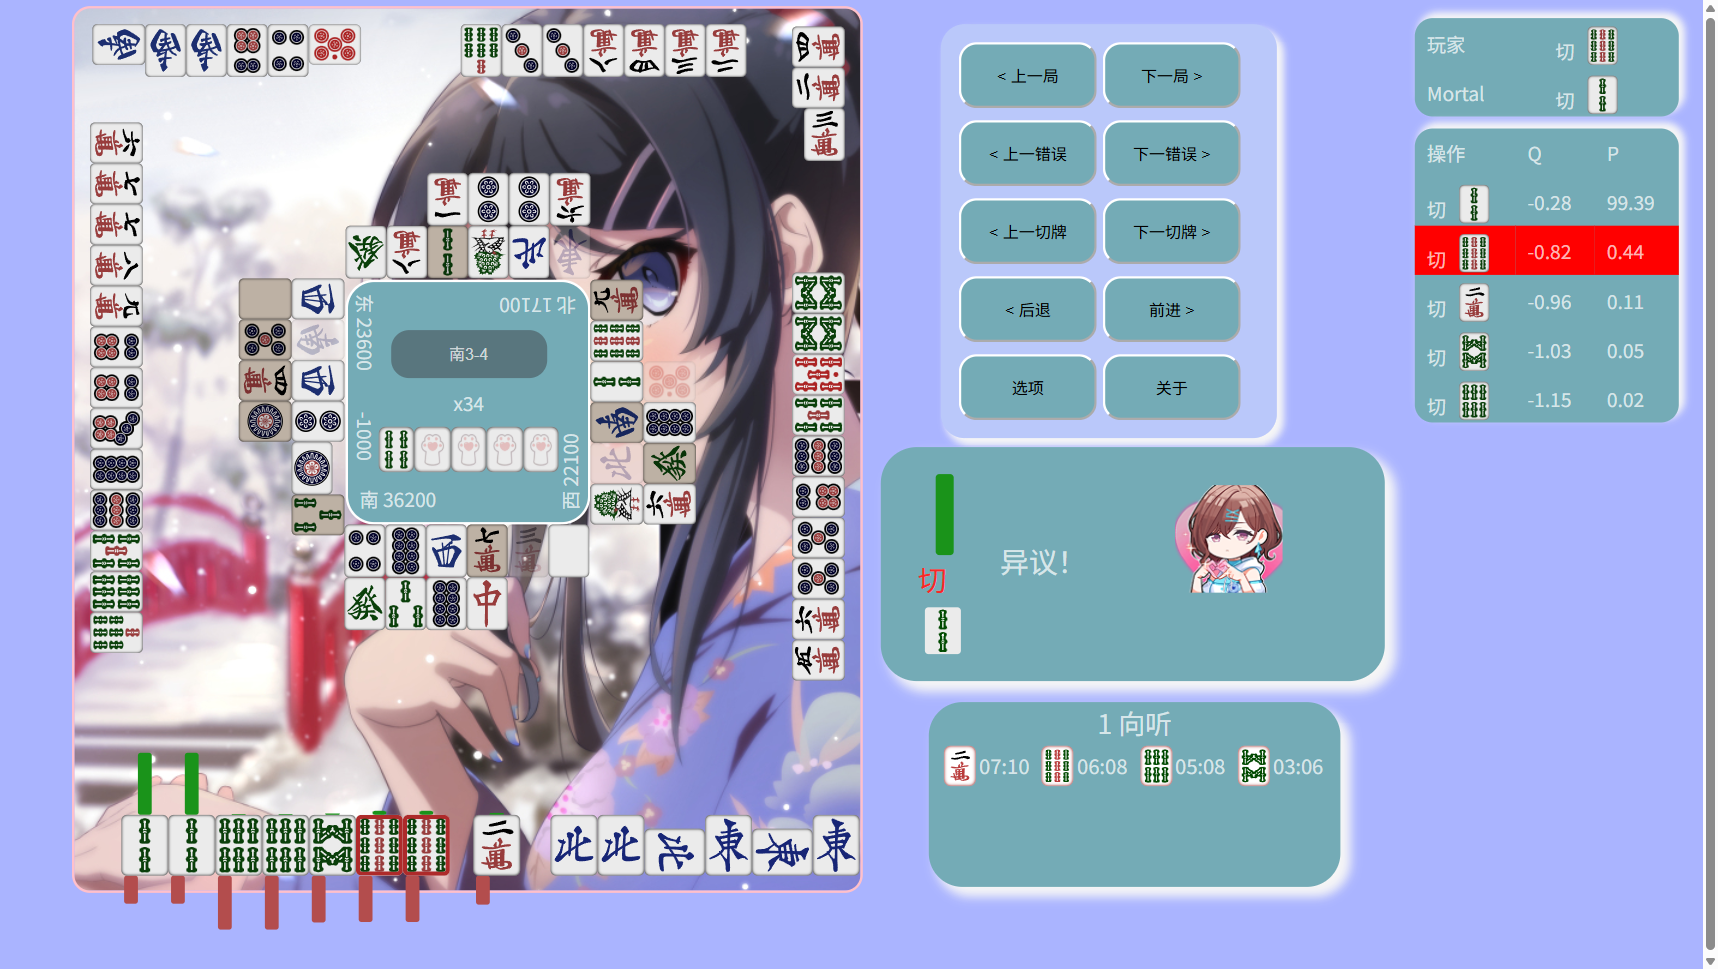 东 23600
-1000
北 17100
南3-4
x34
南 36200
西 22100
< 上一局
下一局 >
< 上一错误
下一错误 >
< 上一切牌
下一切牌 >
< 后退
前进 >
选项
关于
玩家 切
Mortal 切
操作 Q P
切 -0.28 99.39
切 -0.82 0.44
切 -0.96 0.11
切 -1.03 0.05
切 -1.15 0.02
切
异议！
1 向听
07:10 06:08 05:08 03:06